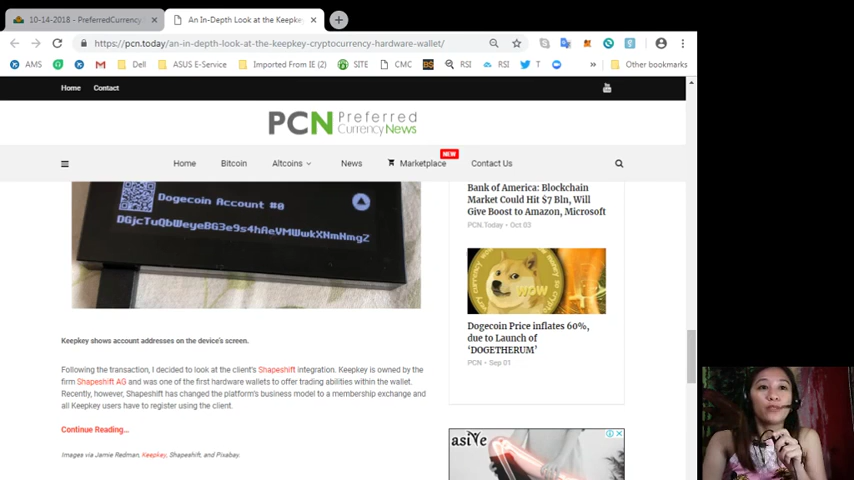 10-14-2018 - PreferredCurrency
An In-Depth Look at the Keepke
https://pcn.today/an-in-depth-look-at-the-keepkey-cryptocurrency-hardware-wallet/
AMS
Dell
ASUS E-Service
Imported From IE (2)
SITE
CMC
RSI
RSI
T
Other bookmarks
Home
Contact
PCN Preferred
Currency News
NEW
Home
Bitcoin
Altcoins
News
Marketplace
Contact Us
Dogecoin Account #0
DGjcTuQbWeyeBG3e9s4hAeVMWwkXNmNmgZ
Keepkey shows account addresses on the device's screen.
Following the transaction, I decided to look at the client's Shapeshift integration. Keepkey is owned by the
firm Shapeshift AG and was one of the first hardware wallets to offer trading abilities within the wallet.
Recently, however, Shapeshift has changed the platform's business model to a membership exchange and
all Keepkey users have to register using the client.
Continue Reading...
Images via Jamie Redman, Keepkey, Shapeshift, and Pixabay.
Bank of America: Blockchain
Market Could Hit $7 Bln, Will
Give Boost to Amazon, Microsoft
PCN.Today • Oct 03
WOW
Dogecoin Price inflates 60%,
due to Launch of
'DOGETHERUM'
PCN • Sep 01
asive